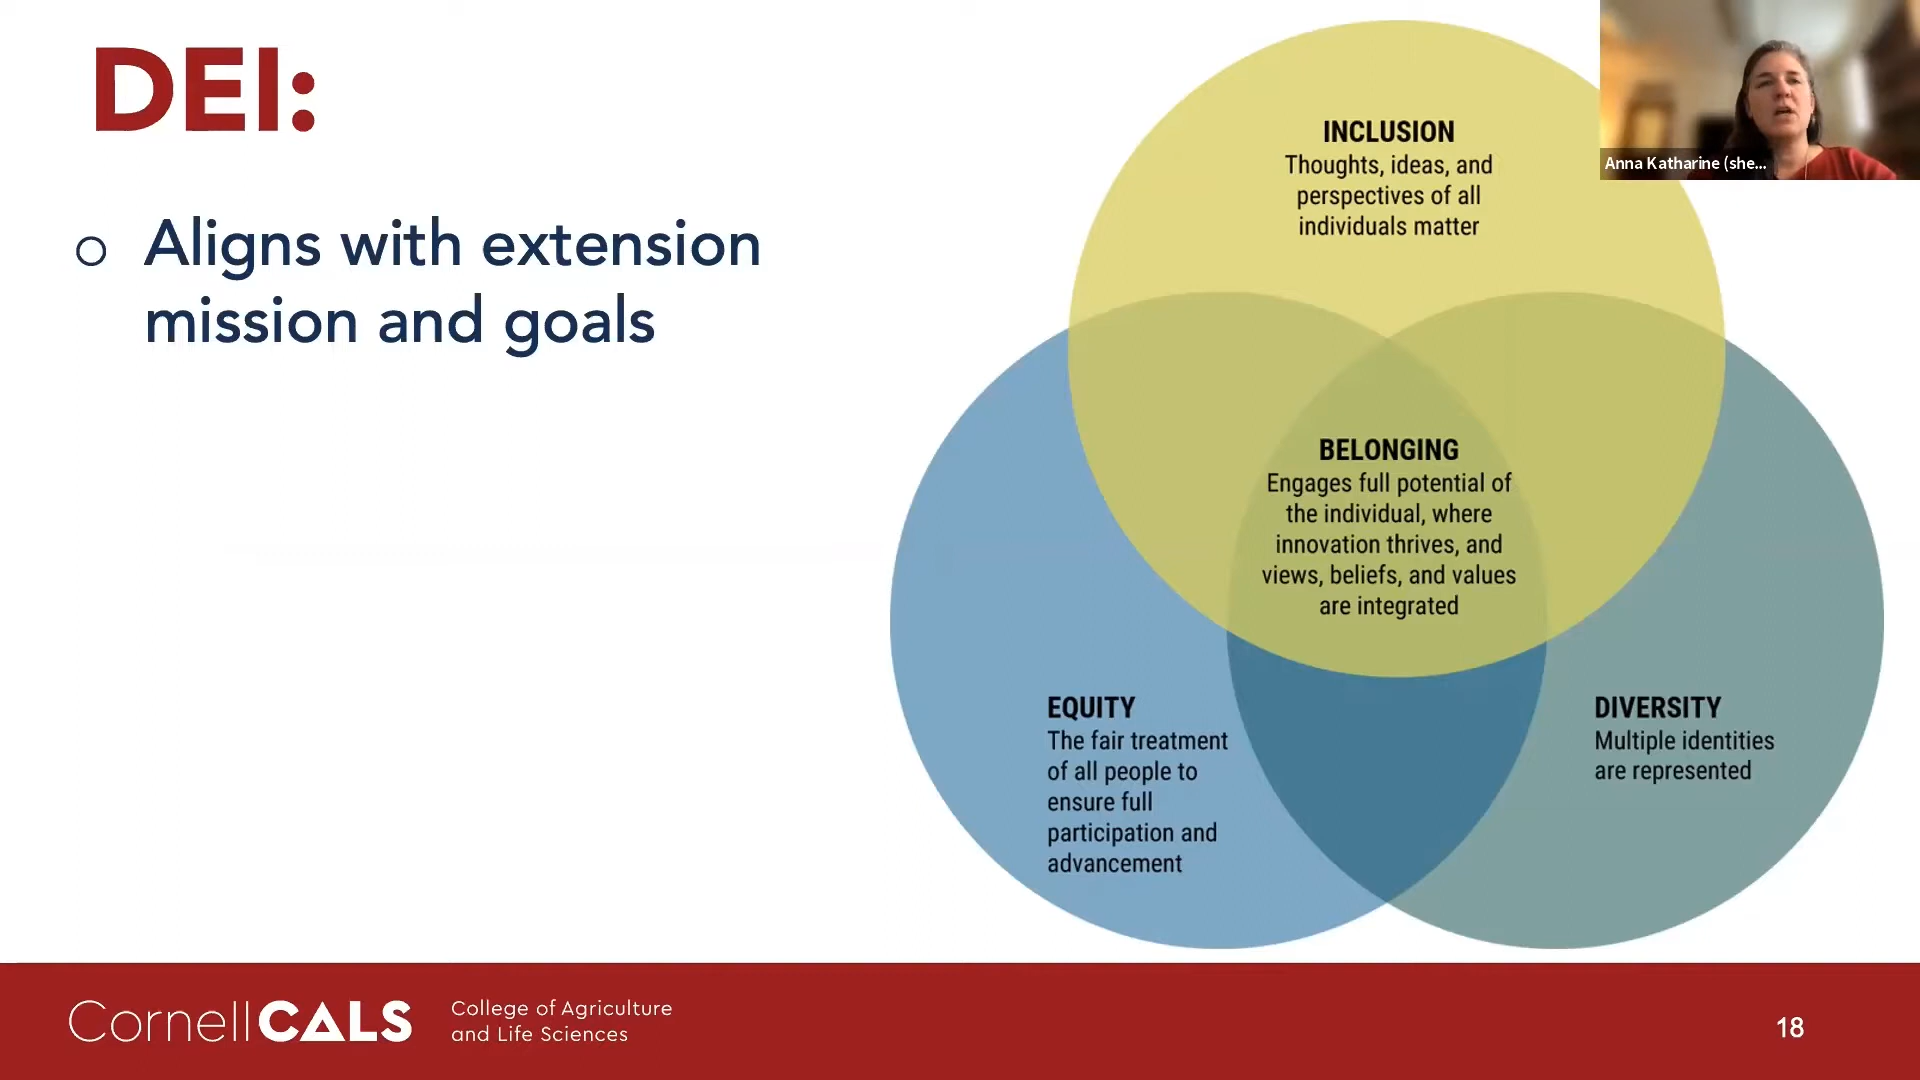 DEI:
○ Aligns with extension
mission and goals
INCLUSION
Thoughts, ideas, and
perspectives of all
individuals matter
Anna Katharine (she...
BELONGING
Engages full potential of
the individual, where
innovation thrives, and
views, beliefs, and values
are integrated
EQUITY
The fair treatment
of all people to
ensure full
participation and
advancement
DIVERSITY
Multiple identities
are represented
CornellCALS
College of Agriculture
and Life Sciences
18